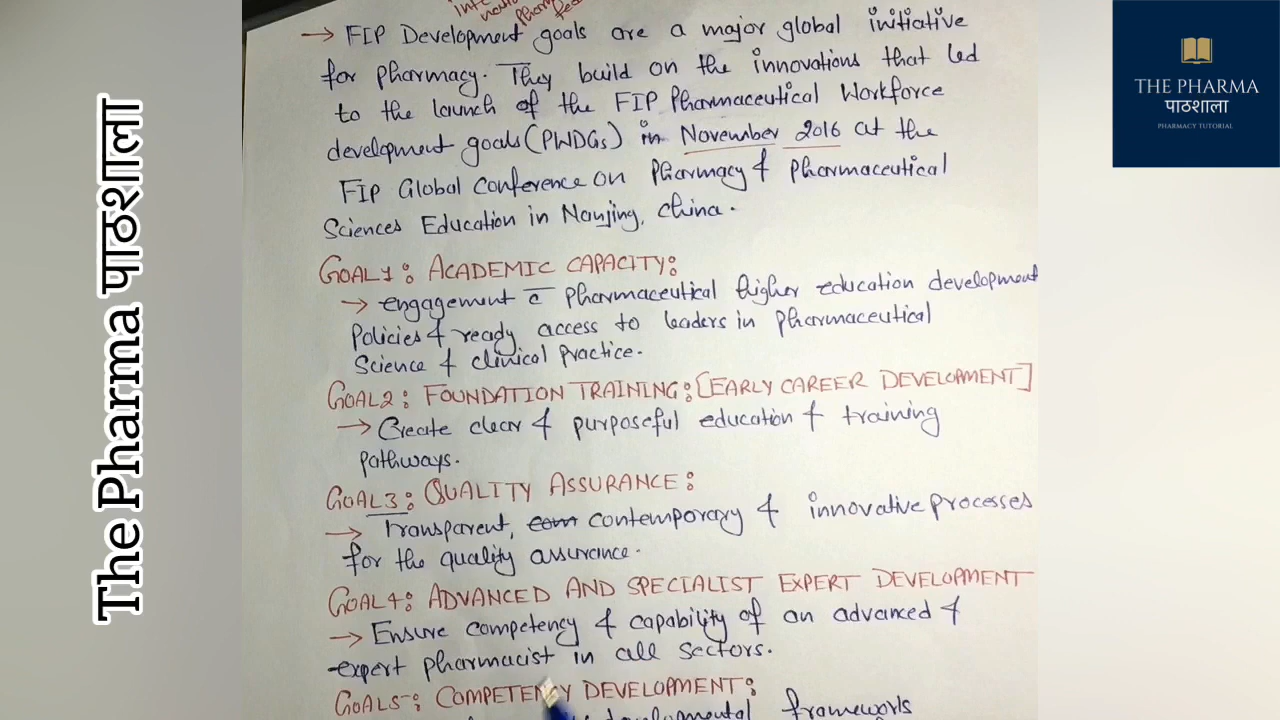 The Pharma पाठशाला
THE PHARMA
पाठशाला
PHARMACY TUTORIAL
→ FIP Development goals are a major global initiative
for pharmacy. They build on the innovations that led
to the launch of the FIP Pharmaceutical Workforce
development goals (PWDGs) in November 2016 at the
FIP Global Conference on Pharmacy & Pharmaceutical
Sciences Education in Nanjing, China.
GOAL1: ACADEMIC CAPACITY:
→ engagement c̅ pharmaceutical higher education development
Policies & ready access to leaders in pharmaceutical
Science & clinical practice.
GOAL2: FOUNDATION TRAINING: [EARLY CAREER DEVELOPMENT]
→ Create clear & purposeful education & training
pathways.
GOAL3: QUALITY ASSURANCE:
→ Transparent, contemporary & innovative processes
for the quality assurance.
GOAL4: ADVANCED AND SPECIALIST EXPERT DEVELOPMENT
→ Ensure competency & capability of an advanced &
expert pharmacist in all sectors.
GOAL5: COMPETENCY DEVELOPMENT:
developmental frameworks